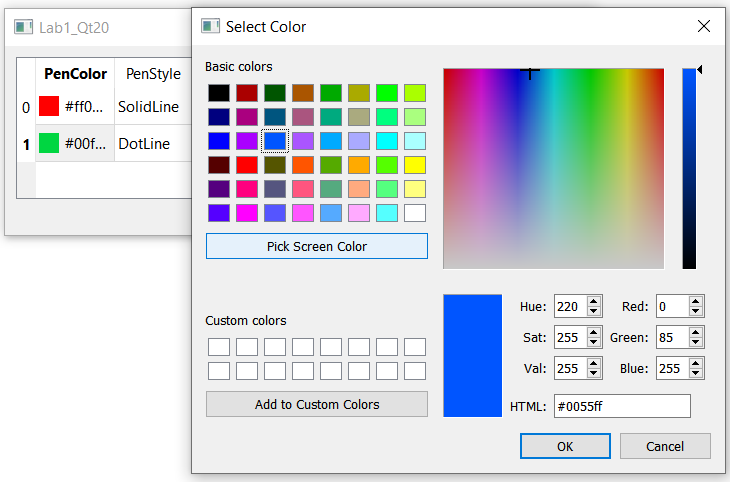 Lab1_Qt20
PenColor PenStyle
0 #ff0... SolidLine
1 #00f... DotLine
Select Color
Basic colors
Pick Screen Color
Custom colors
Add to Custom Colors
Hue: 220 Red: 0
Sat: 255 Green: 85
Val: 255 Blue: 255
HTML: #0055ff
OK Cancel